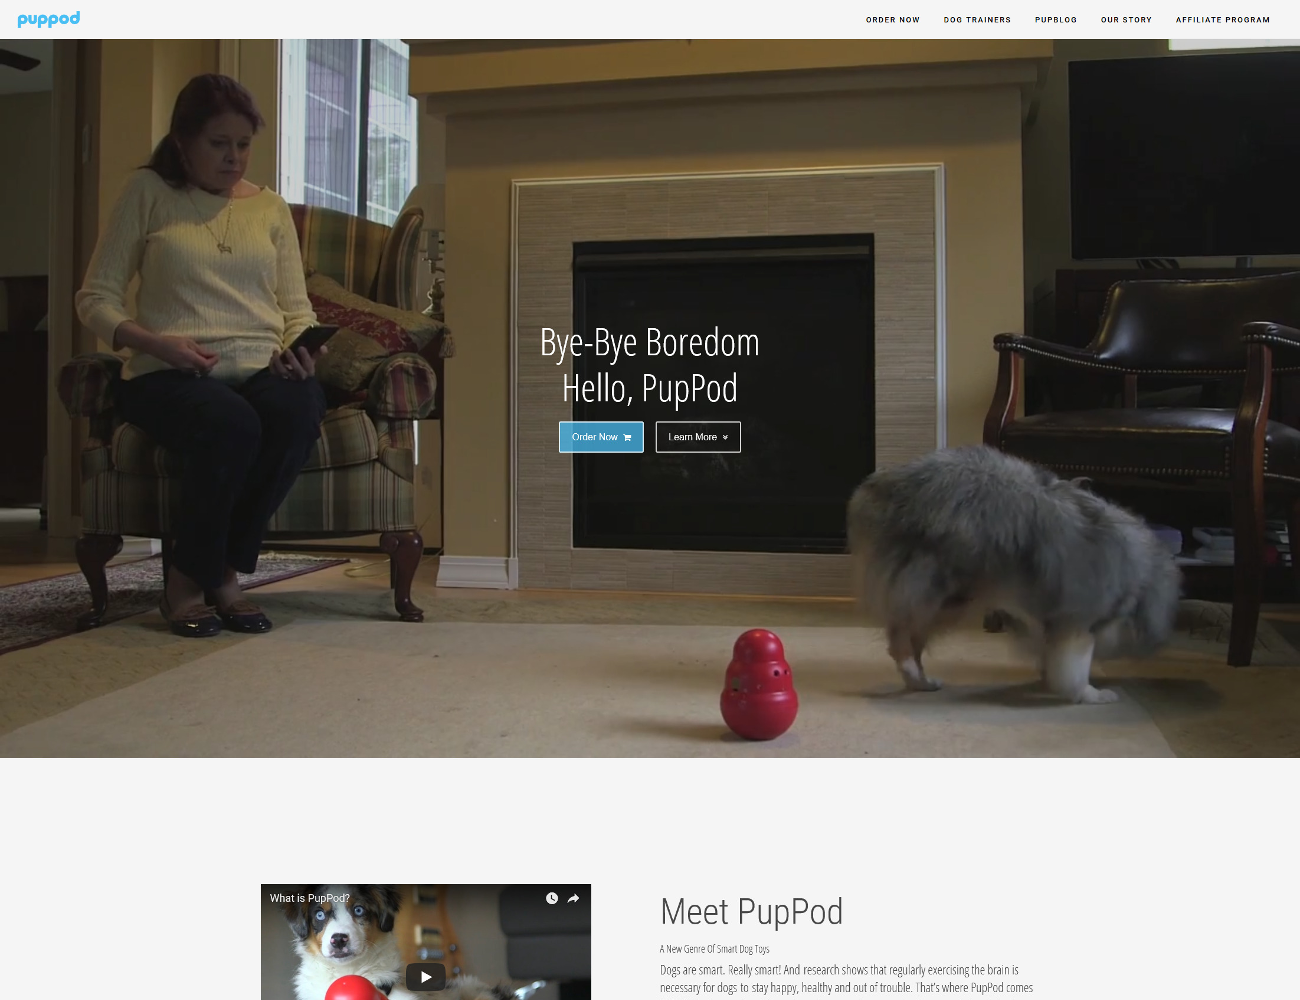 puppod
ORDER NOW
DOG TRAINERS
PUPBLOG
OUR STORY
AFFILIATE PROGRAM
Bye-Bye Boredom
Hello, PupPod
Order Now
Learn More
What is PupPod?
Meet PupPod
A New Genre Of Smart Dog Toys
Dogs are smart. Really smart! And research shows that regularly exercising the brain is
necessary for dogs to stay happy, healthy and out of trouble. That's where PupPod comes